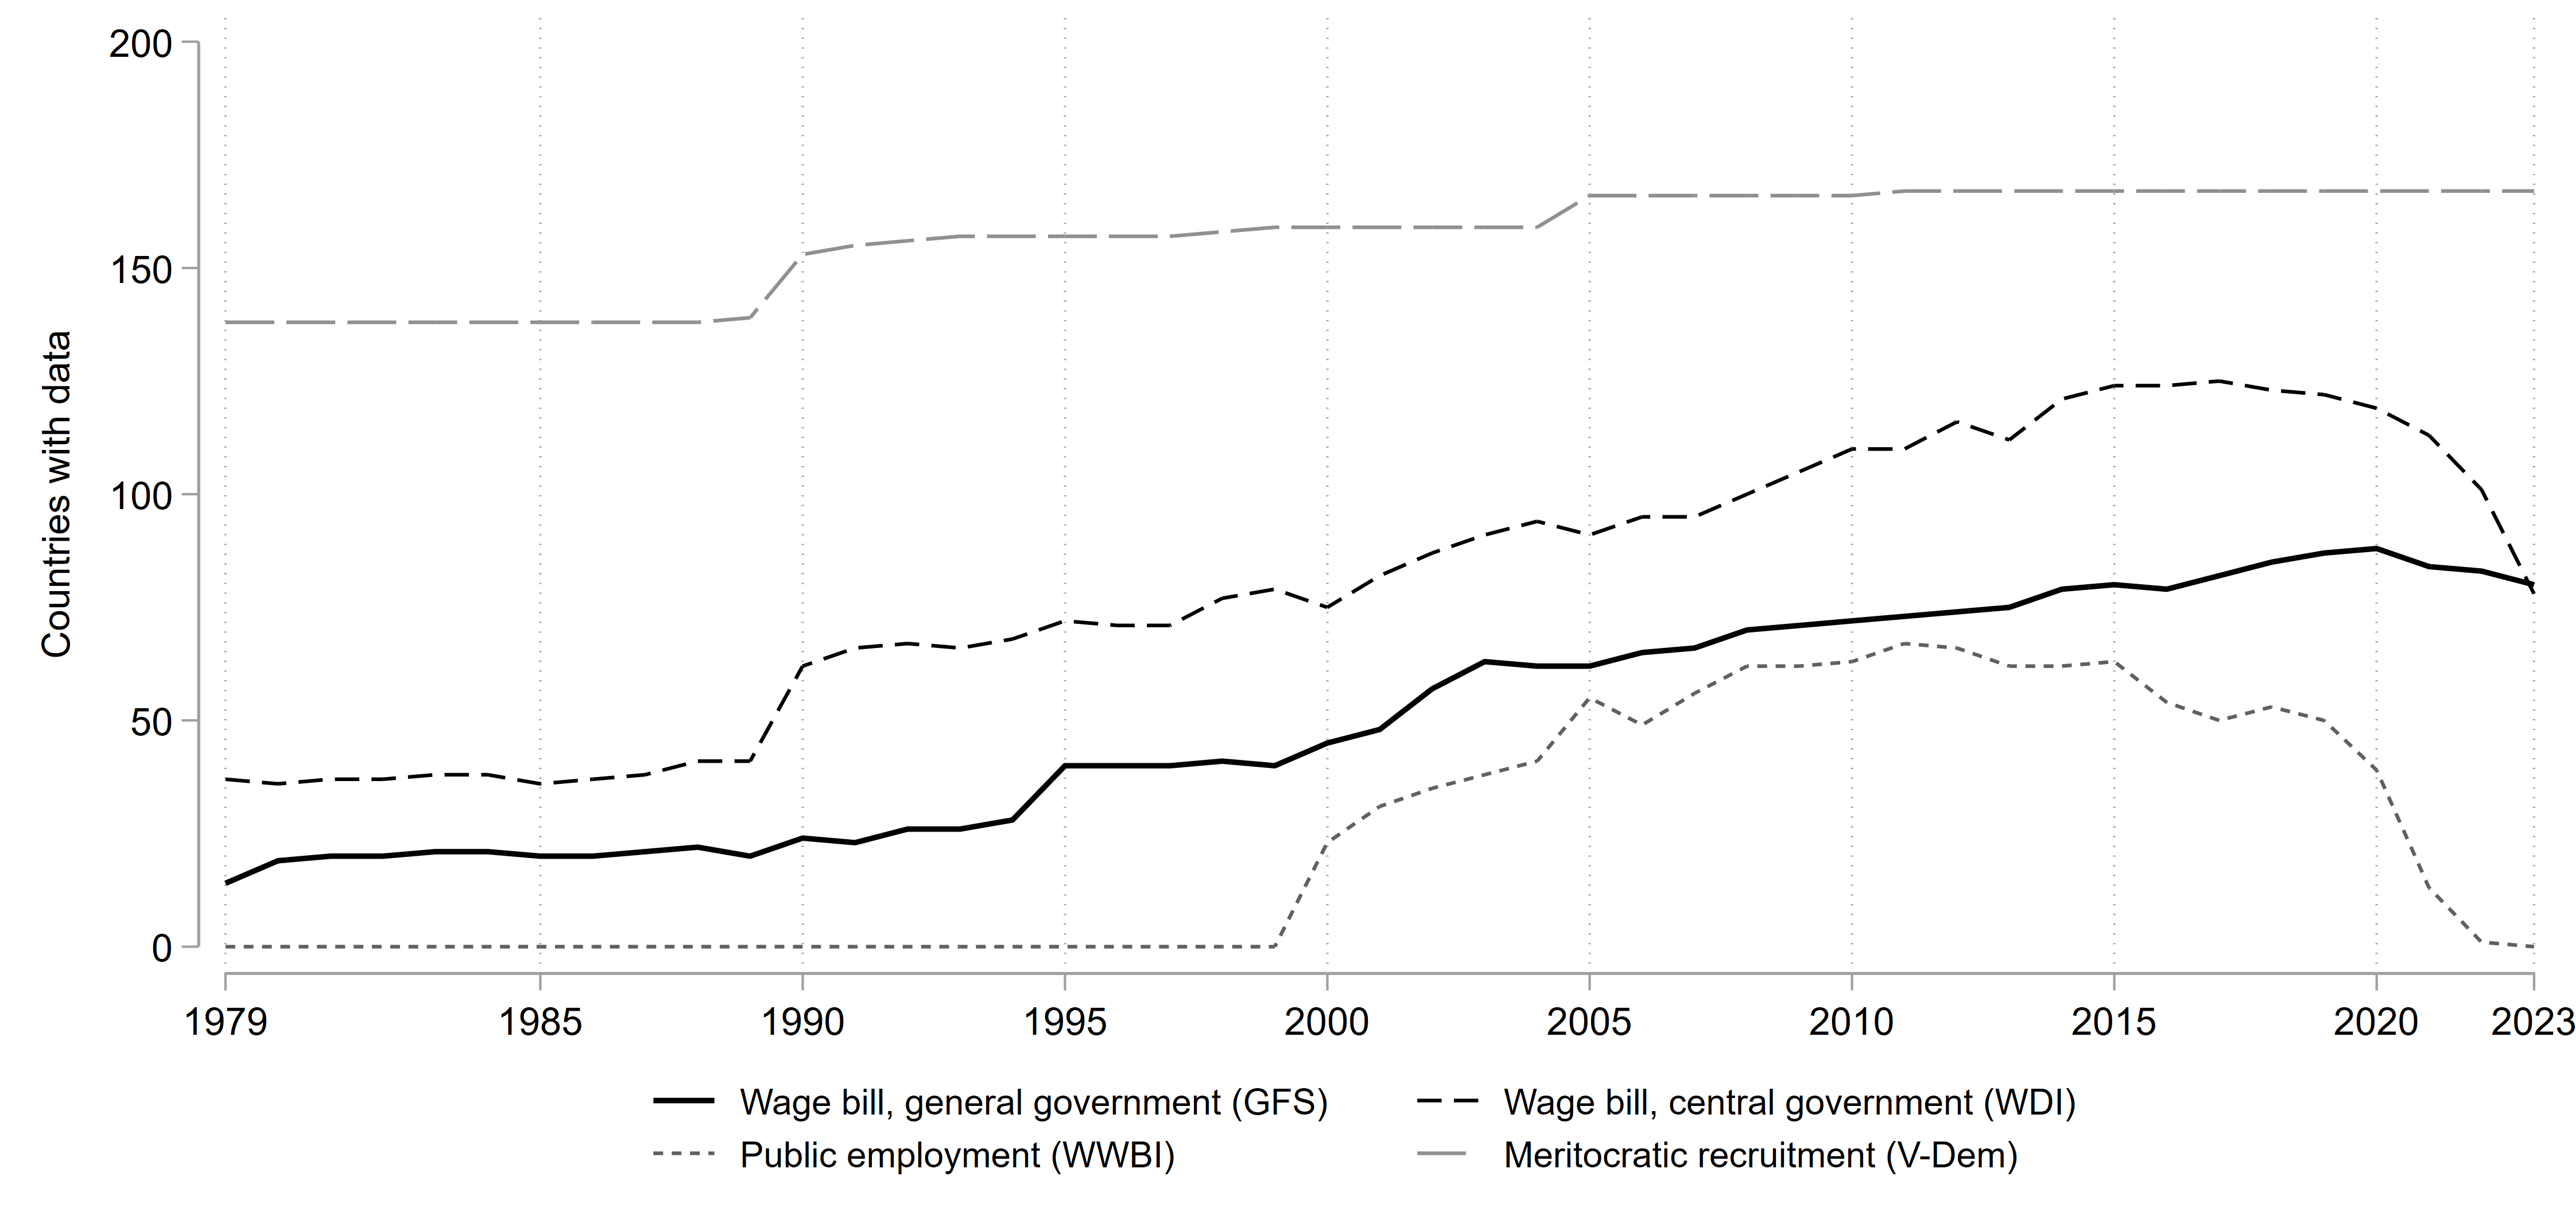 200
150
100
50
0
Countries with data
1979 1985 1990 1995 2000 2005 2010 2015 2020 2023
Wage bill, general government (GFS) Wage bill, central government (WDI)
Public employment (WWBI) Meritocratic recruitment (V-Dem)